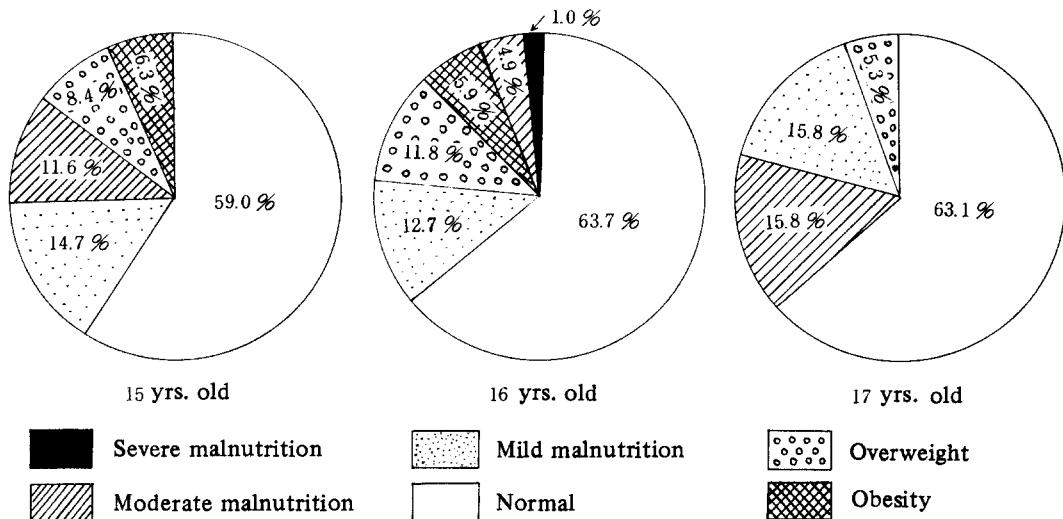 1.0 %
6.3 %
8.4 %
11.6 %
14.7 %
59.0 %
4.9 %
5.9 %
11.8 %
12.7 %
63.7 %
5.3 %
15.8 %
15.8 %
63.1 %
15 yrs. old
16 yrs. old
17 yrs. old
Severe malnutrition
Mild malnutrition
Overweight
Moderate malnutrition
Normal
Obesity